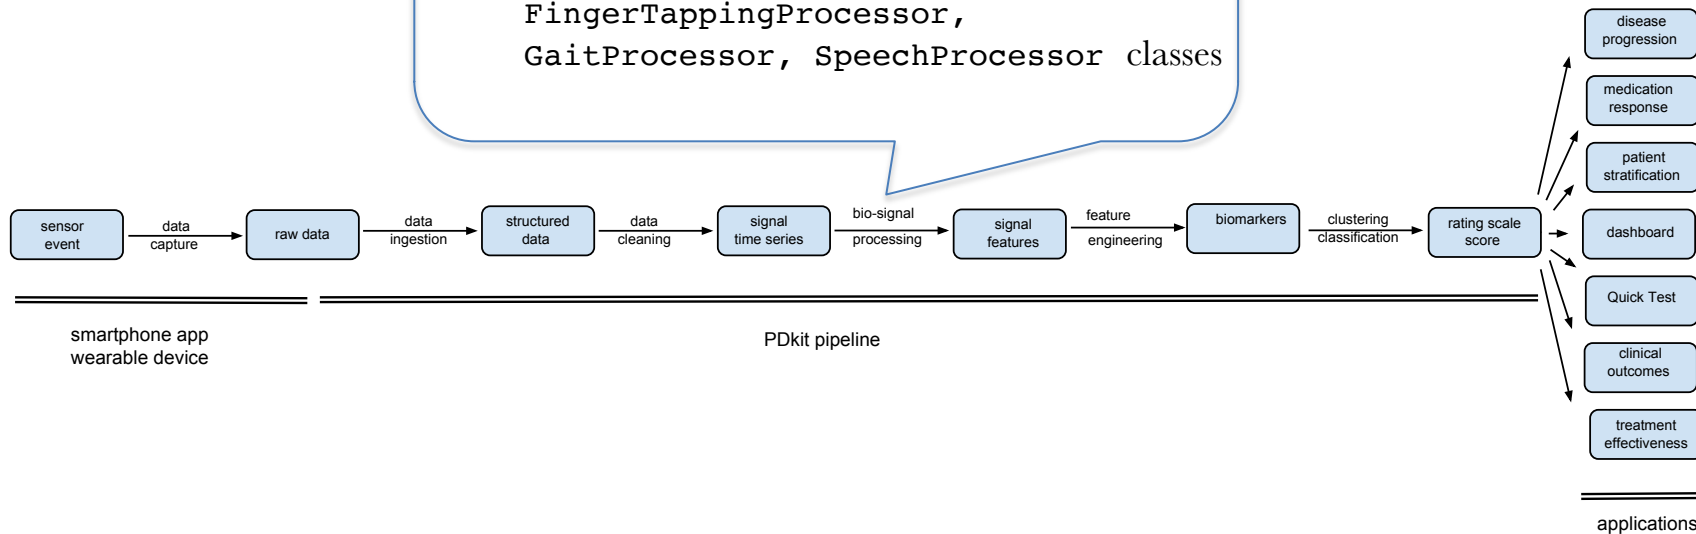 FingerTappingProcessor,
GaitProcessor, SpeechProcessor classes
sensor
event
data
capture
raw data
data
ingestion
structured
data
data
cleaning
signal
time series
bio-signal
processing
signal
features
feature
engineering
biomarkers
clustering
classification
rating scale
score
disease
progression
medication
response
patient
stratification
dashboard
Quick Test
clinical
outcomes
treatment
effectiveness
smartphone app
wearable device
PDkit pipeline
applications